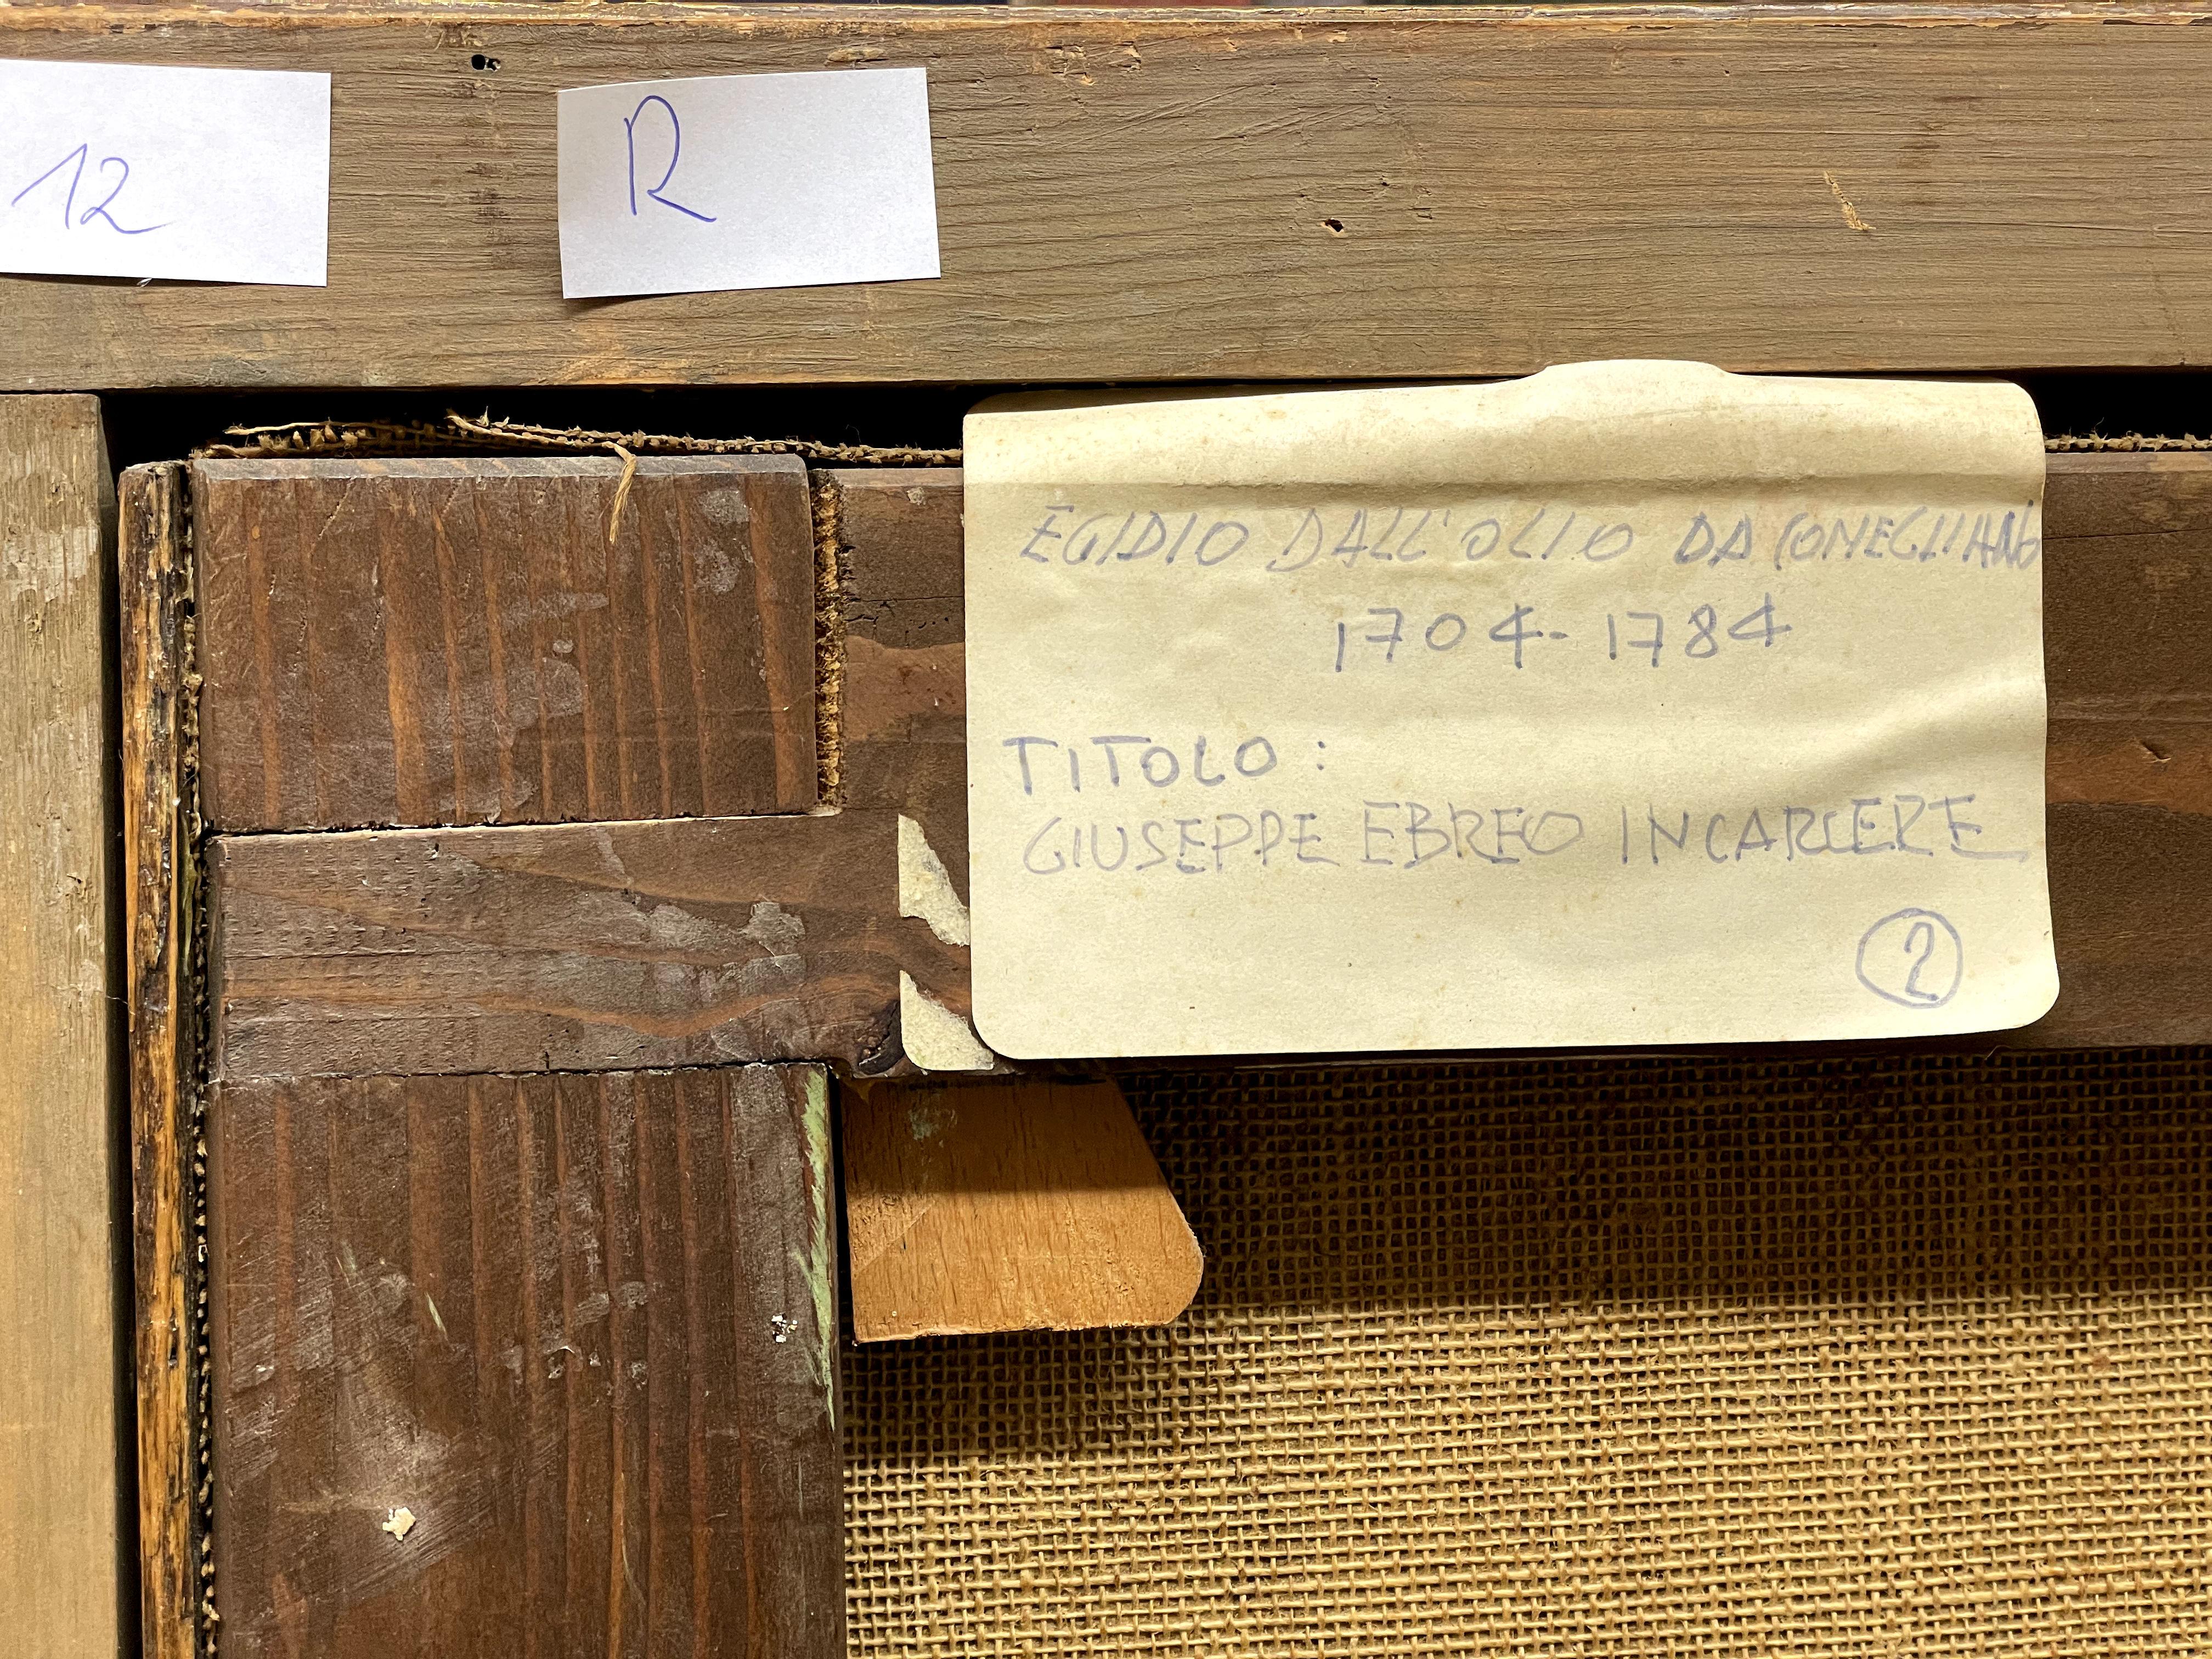 12
R
EGIDIO DALL'OLIO DA CONEGLIANO
1704-1784
TITOLO:
GIUSEPPE EBREO IN CARCERE
2